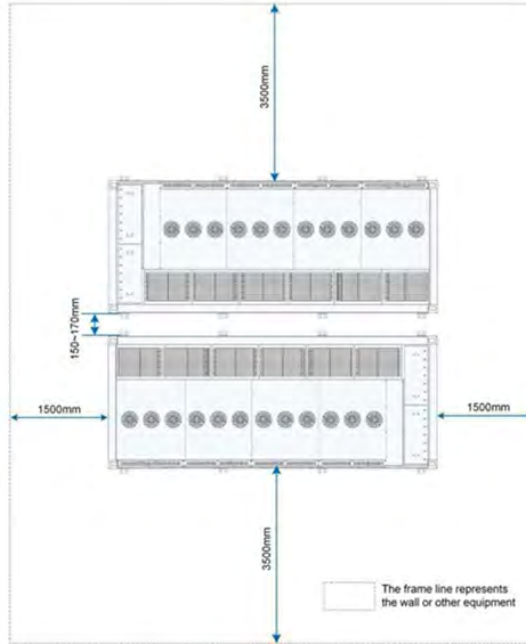 3500mm
150~170mm
1500mm
1500mm
3500mm
The frame line represents
the wall or other equipment